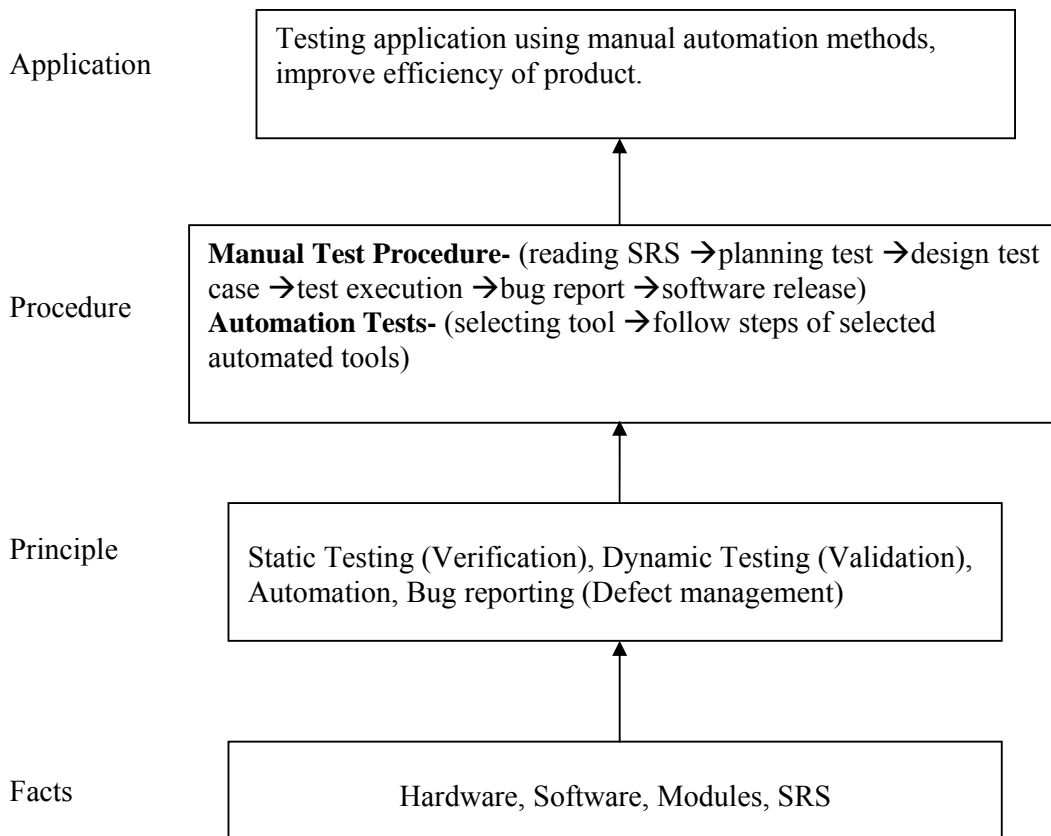 Application
Testing application using manual automation methods,
improve efficiency of product.
Procedure
Manual Test Procedure- (reading SRS →planning test →design test
case →test execution →bug report →software release)
Automation Tests- (selecting tool →follow steps of selected
automated tools)
Principle
Static Testing (Verification), Dynamic Testing (Validation),
Automation, Bug reporting (Defect management)
Facts
Hardware, Software, Modules, SRS